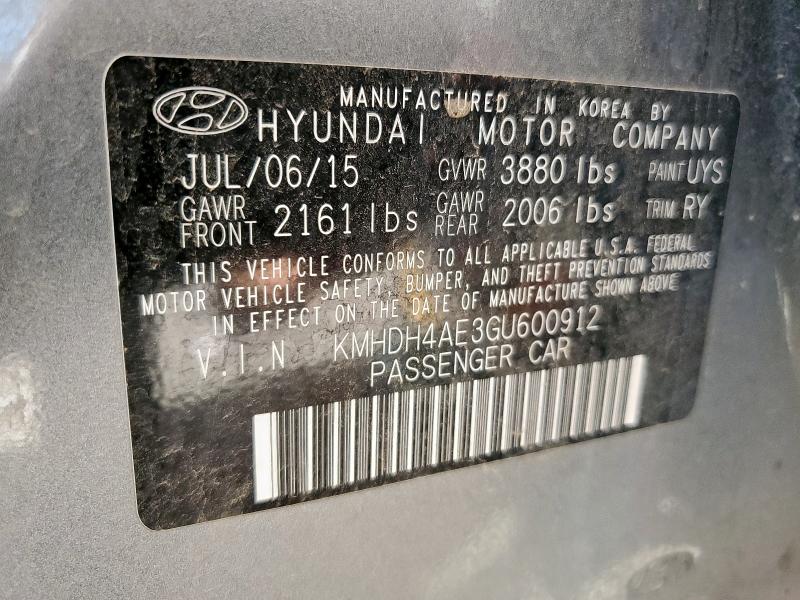 MANUFACTURED IN KOREA BY
HYUNDAI MOTOR COMPANY
JUL/06/15 GVWR 3880 lbs PAINT UYS
GAWR FRONT 2161 lbs GAWR REAR 2006 lbs TRIM RY
THIS VEHICLE CONFORMS TO ALL APPLICABLE U.S.A. FEDERAL
MOTOR VEHICLE SAFETY, BUMPER, AND THEFT PREVENTION STANDARDS
IN EFFECT ON THE DATE OF MANUFACTURE SHOWN ABOVE
V.I.N KMHDH4AE3GU600912
PASSENGER CAR